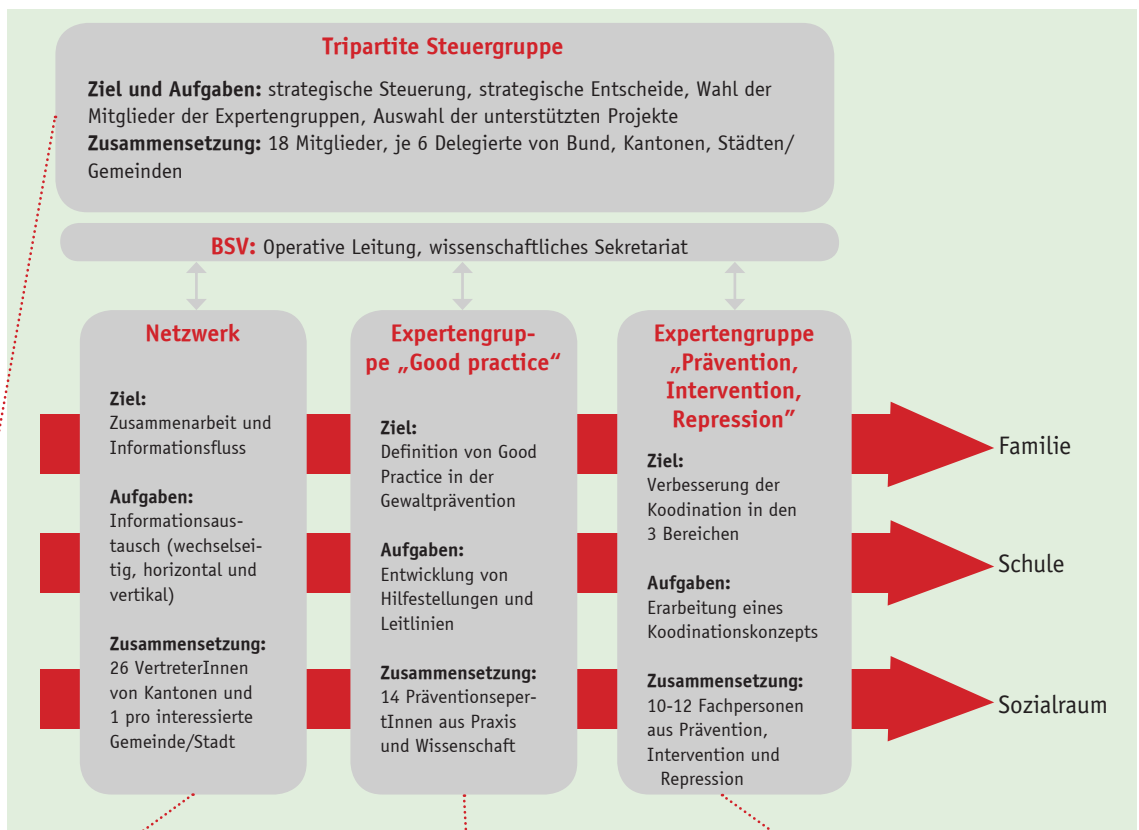 Tripartite Steuergruppe
Ziel und Aufgaben: strategische Steuerung, strategische Entscheide, Wahl der
Mitglieder der Expertengruppen, Auswahl der unterstützten Projekte
Zusammensetzung: 18 Mitglieder, je 6 Delegierte von Bund, Kantonen, Städten/
Gemeinden
BSV: Operative Leitung, wissenschaftliches Sekretariat
Netzwerk
Ziel:
Zusammenarbeit und
Informationsfluss
Aufgaben:
Informationsaus-
tausch (wechselsei-
tig, horizontal und
vertikal)
Zusammensetzung:
26 VertreterInnen
von Kantonen und
1 pro interessierte
Gemeinde/Stadt
Expertengrup-
pe „Good practice“
Ziel:
Definition von Good
Practice in der
Gewaltprävention
Aufgaben:
Entwicklung von
Hilfestellungen und
Leitlinien
Zusammensetzung:
14 Präventionseper-
tInnen aus Praxis
und Wissenschaft
Expertengruppe
„Prävention,
Intervention,
Repression”
Ziel:
Verbesserung der
Koodination in den
3 Bereichen
Aufgaben:
Erarbeitung eines
Koodinationskonzepts
Zusammensetzung:
10-12 Fachpersonen
aus Prävention,
Intervention und
Repression
Familie
Schule
Sozialraum